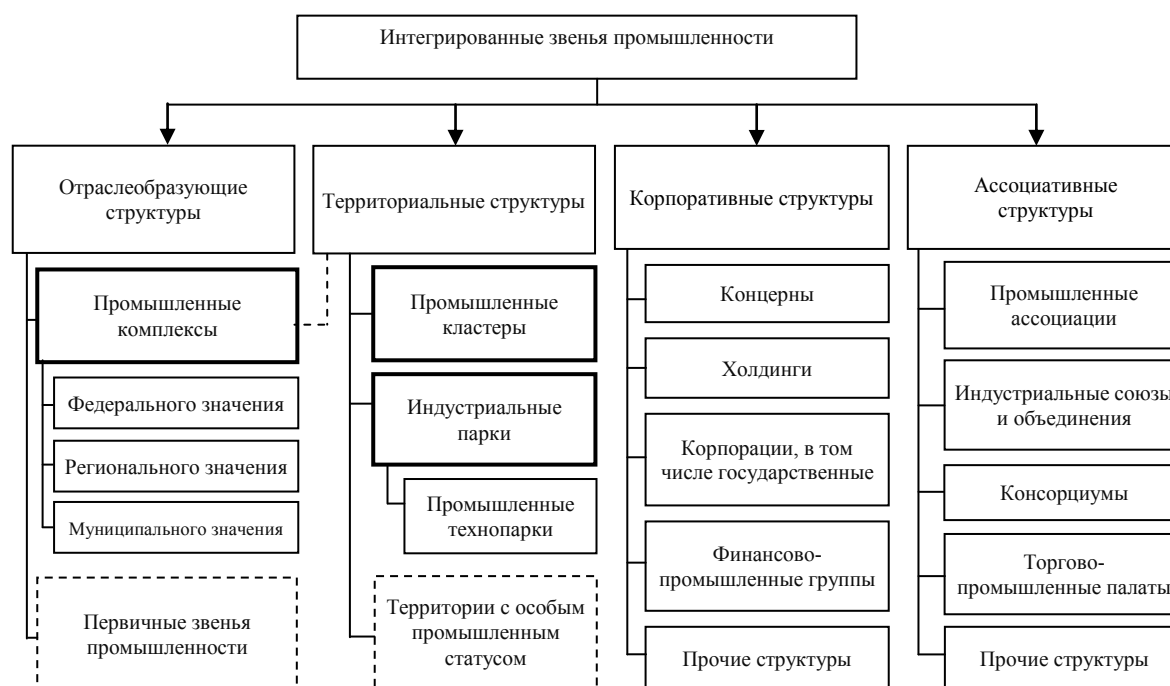 Интегрированные звенья промышленности
Отраслеобразующие
структуры
Территориальные структуры
Корпоративные структуры
Ассоциативные
структуры
Промышленные
комплексы
Федерального значения
Регионального значения
Муниципального значения
Первичные звенья
промышленности
Промышленные
кластеры
Индустриальные
парки
Промышленные
технопарки
Территории с особым
промышленным
статусом
Концерны
Холдинги
Корпорации, в том
числе государственные
Финансово-
промышленные группы
Прочие структуры
Промышленные
ассоциации
Индустриальные союзы
и объединения
Консорциумы
Торгово-
промышленные палаты
Прочие структуры